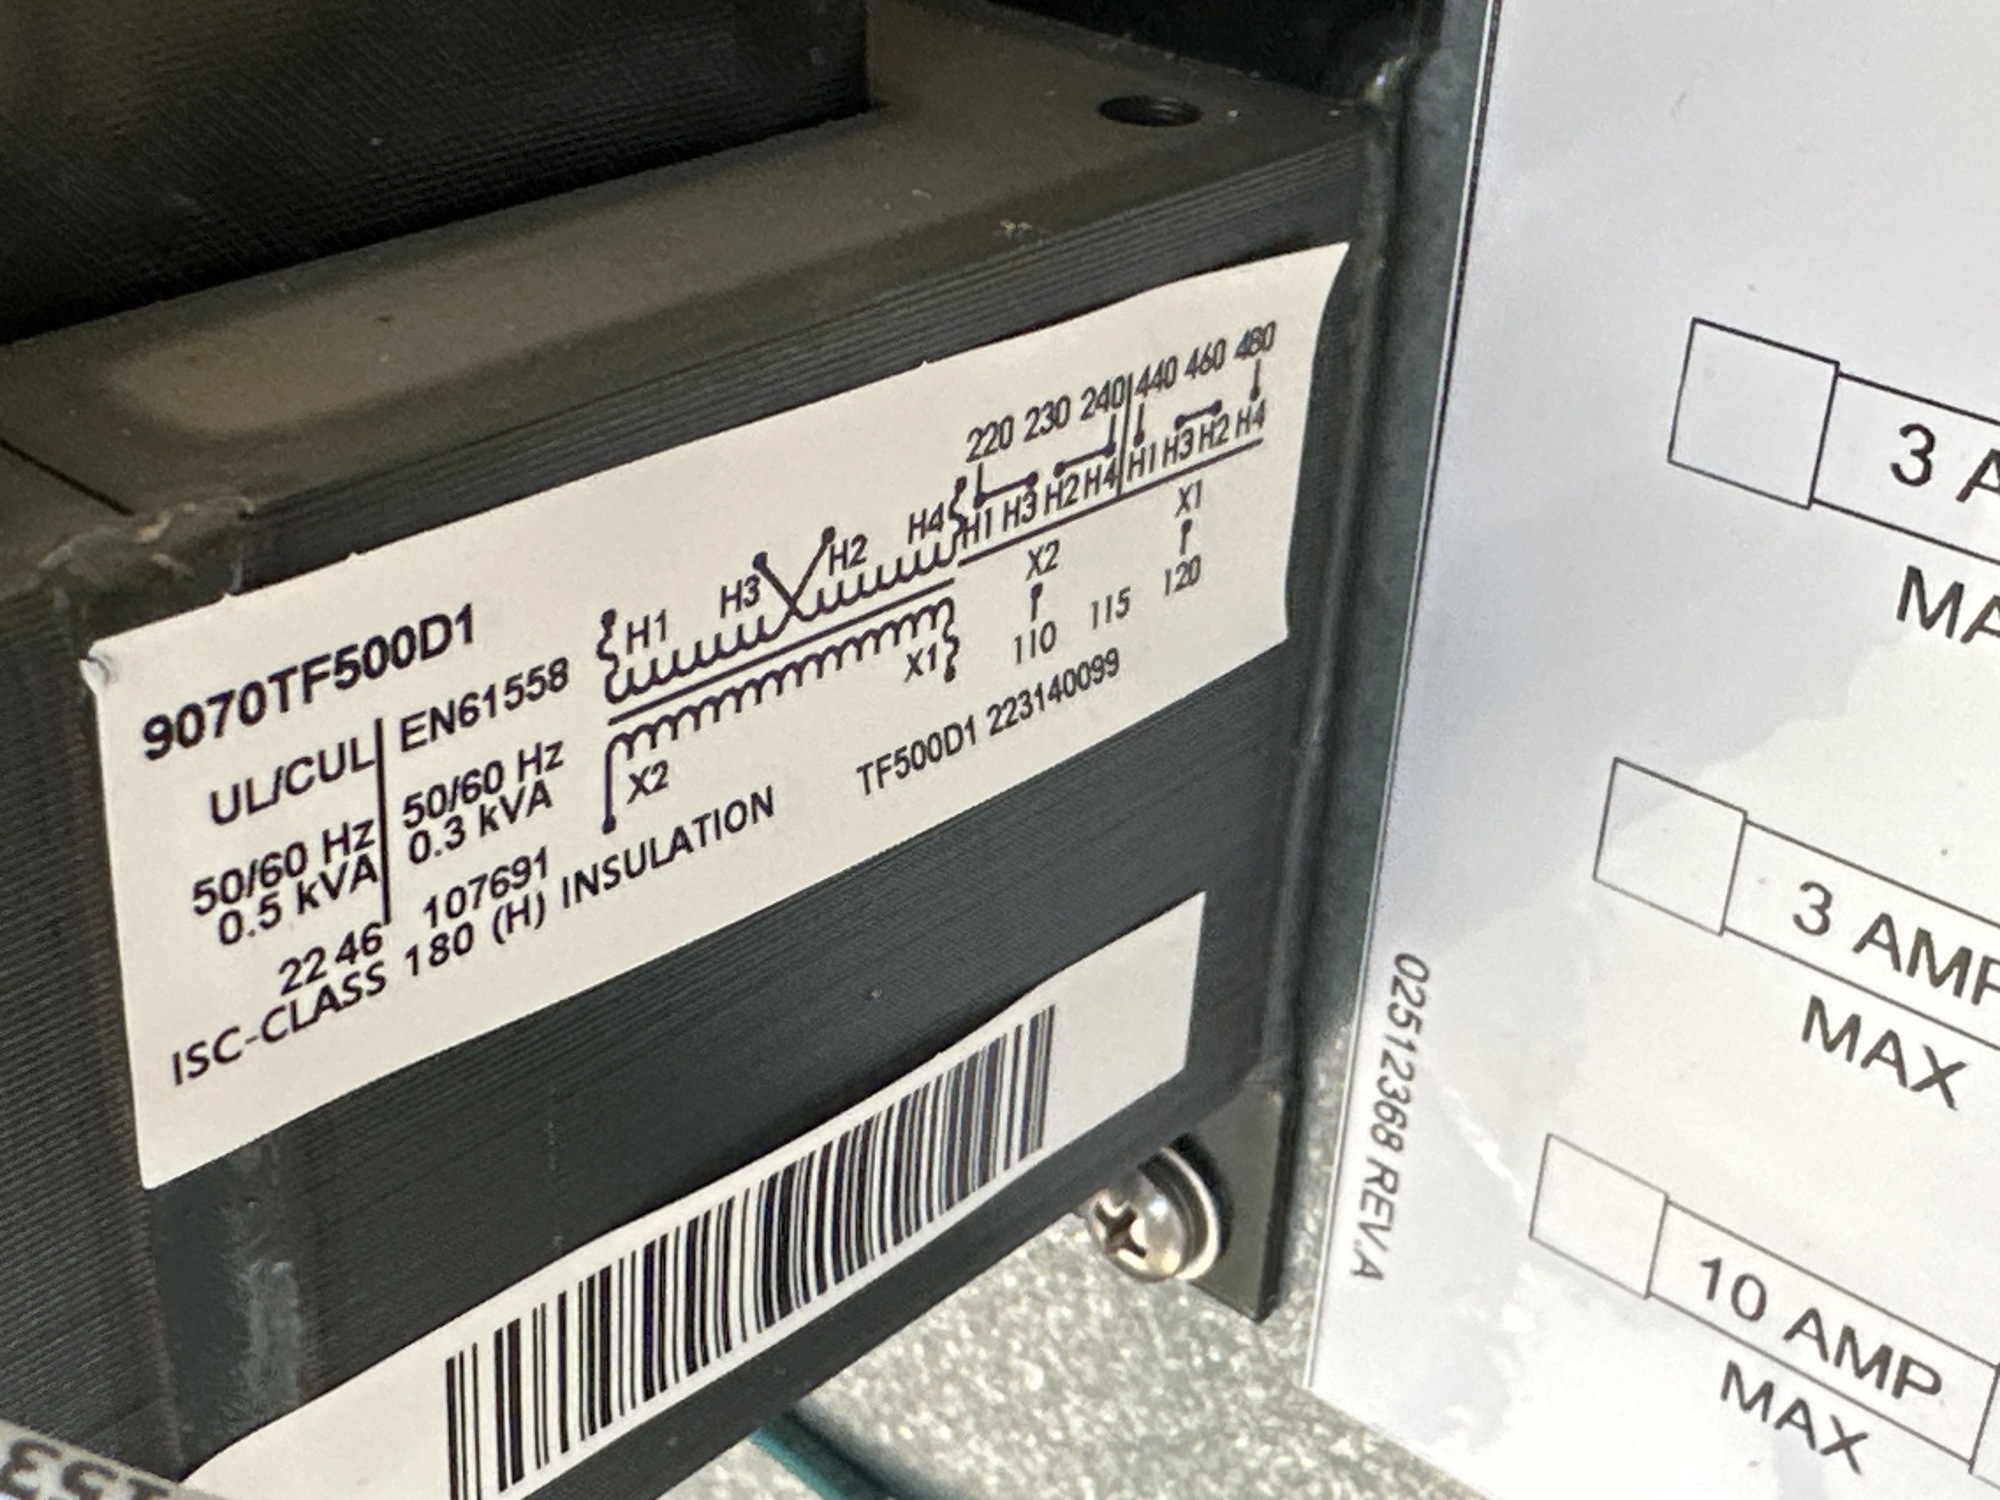 9070TF500D1
UL/CUL
EN61558
50/60 Hz
50/60 Hz
0.5 kVA
0.3 kVA
22 46
107691
ISC-CLASS 180 (H) INSULATION
TF500D1 223140099
H1
H3
H2
H4
X2
X1
220 230 240 440 460 480
H1 H3 H2 H4 H1 H3 H2 H4
X2
X1
110
115
120
3 A
MA
3 AMP
MAX
10 AMP
MAX
02512368 REV.A